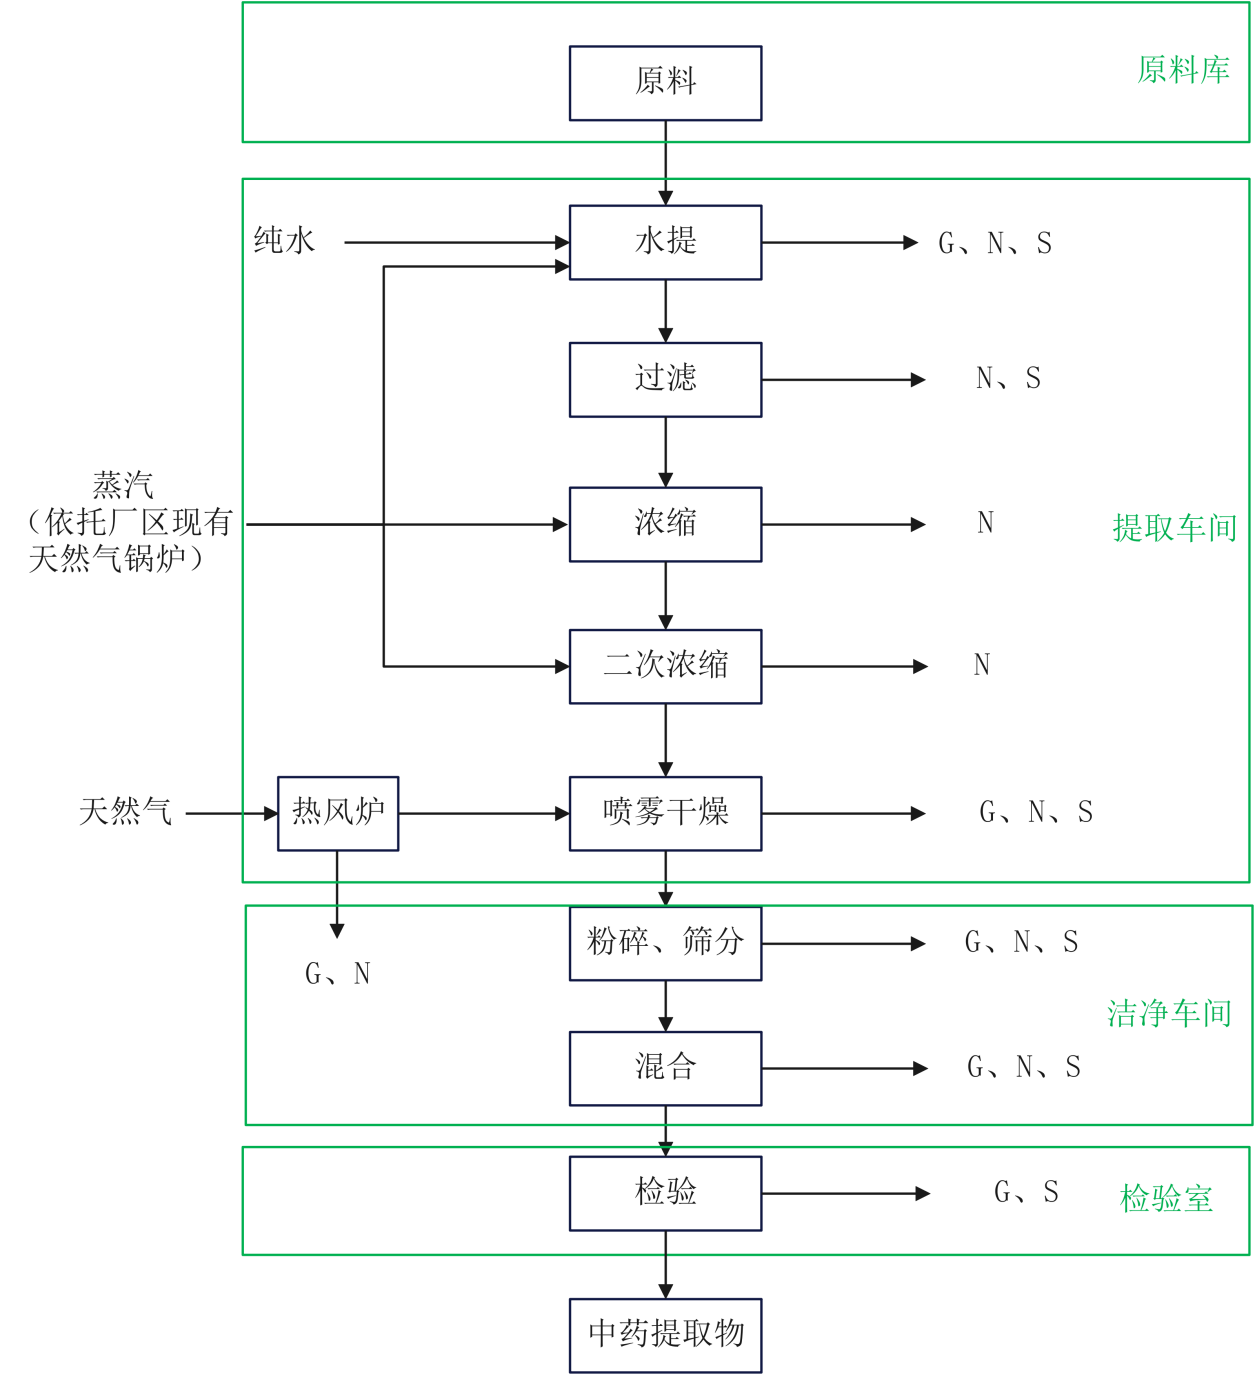 原料
原料库
纯水
水提
G、N、S
过滤
N、S
蒸汽
（依托厂区现有
天然气锅炉）
浓缩
N
提取车间
二次浓缩
N
天然气
热风炉
喷雾干燥
G、N、S
粉碎、筛分
G、N、S
G、N
洁净车间
混合
G、N、S
检验
G、S
检验室
中药提取物